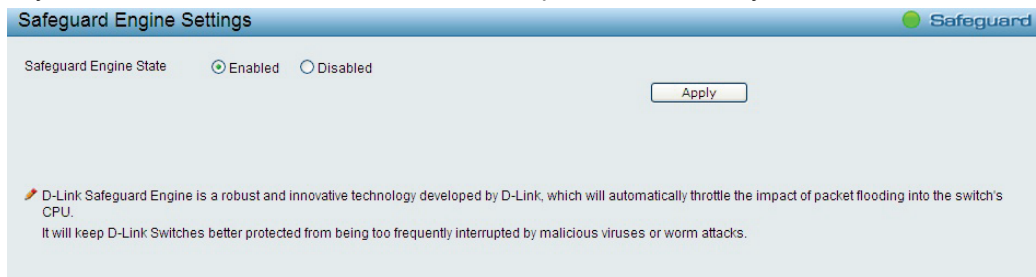 Safeguard Engine Settings
Safeguard
Safeguard Engine State Enabled Disabled
Apply
D-Link Safeguard Engine is a robust and innovative technology developed by D-Link, which will automatically throttle the impact of packet flooding into the switch's
CPU.
It will keep D-Link Switches better protected from being too frequently interrupted by malicious viruses or worm attacks.